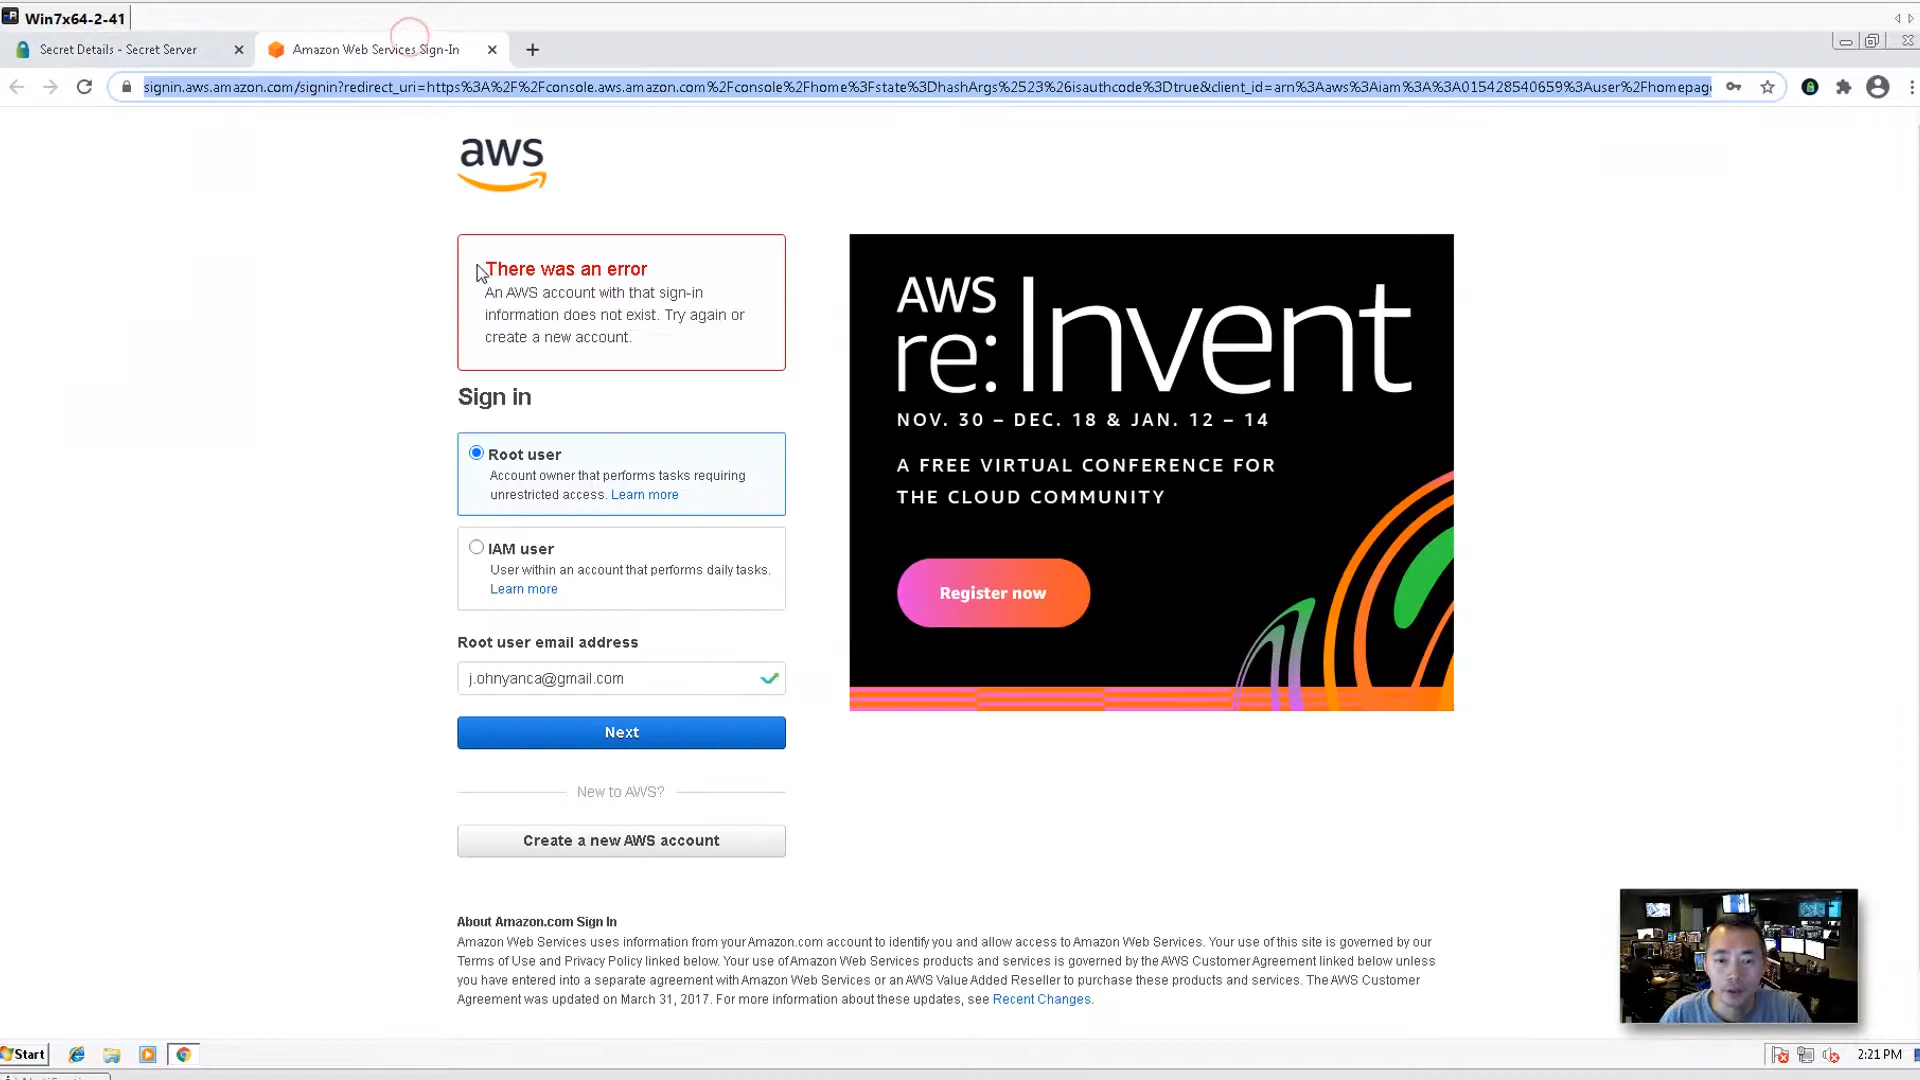 Win7x64-2-41
Secret Details - Secret Server
Amazon Web Services Sign-In
signin.aws.amazon.com/signin?redirect_uri=https%3A%2F%2Fconsole.aws.amazon.com%2Fconsole%2Fhome%3Fstate%3DhashArgs%2523%26isauthcode%3Dtrue&client_id=arn%3Aaws%3Aiam%3A%3A015428540659%3Auser%2Fhomepag
aws
There was an error
An AWS account with that sign-in
information does not exist. Try again or
create a new account.
Sign in
Root user
Account owner that performs tasks requiring
unrestricted access. Learn more
IAM user
User within an account that performs daily tasks.
Learn more
Root user email address
j.ohnyanca@gmail.com
Next
New to AWS?
Create a new AWS account
AWS
re:Invent
NOV. 30 – DEC. 18 & JAN. 12 – 14
A FREE VIRTUAL CONFERENCE FOR
THE CLOUD COMMUNITY
Register now
About Amazon.com Sign In
Amazon Web Services uses information from your Amazon.com account to identify you and allow access to Amazon Web Services. Your use of this site is governed by our
Terms of Use and Privacy Policy linked below. Your use of Amazon Web Services products and services is governed by the AWS Customer Agreement linked below unless
you have entered into a separate agreement with Amazon Web Services or an AWS Value Added Reseller to purchase these products and services. The AWS Customer
Agreement was updated on March 31, 2017. For more information about these updates, see Recent Changes.
Start
2:21 PM